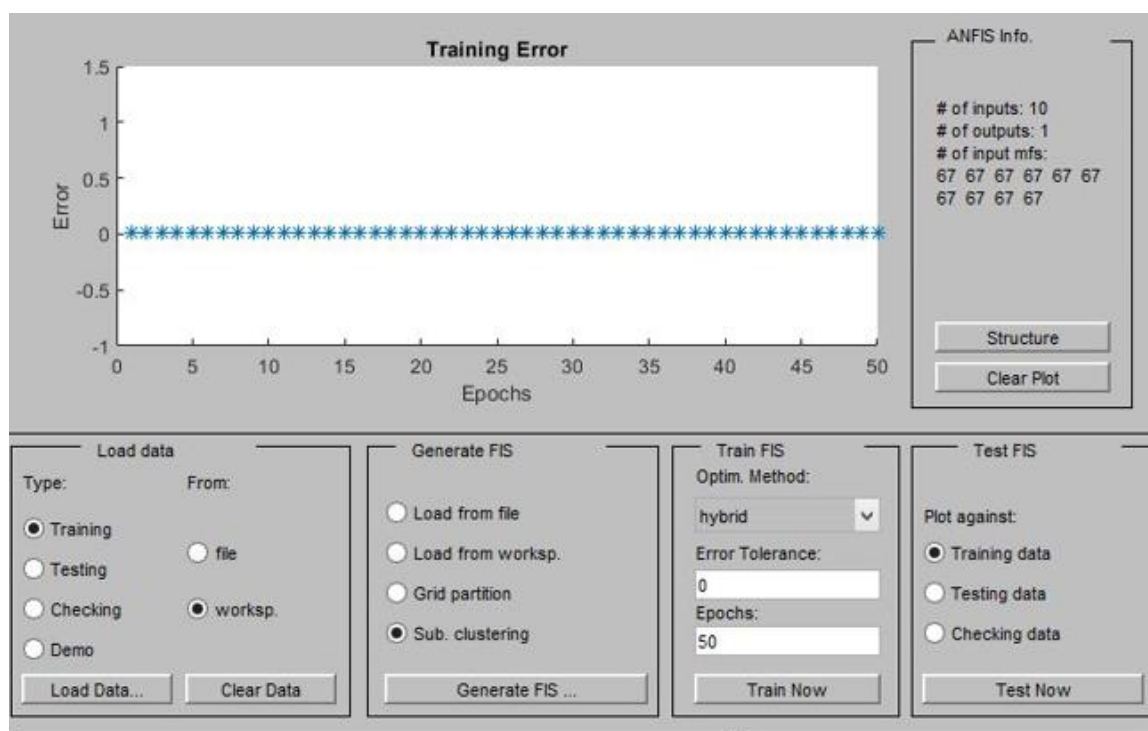 Training Error
1.5
1
0.5
0
-0.5
-1
Error
0 5 10 15 20 25 30 35 40 45 50
Epochs
ANFIS Info.
# of inputs: 10
# of outputs: 1
# of input mfs:
67 67 67 67 67 67
67 67 67 67
Structure
Clear Plot
Load data
Type:
From:
Training
Testing
Checking
Demo
file
worksp.
Load Data...
Clear Data
Generate FIS
Load from file
Load from worksp.
Grid partition
Sub. clustering
Generate FIS ...
Train FIS
Optim. Method:
hybrid
Error Tolerance:
0
Epochs:
50
Train Now
Test FIS
Plot against:
Training data
Testing data
Checking data
Test Now